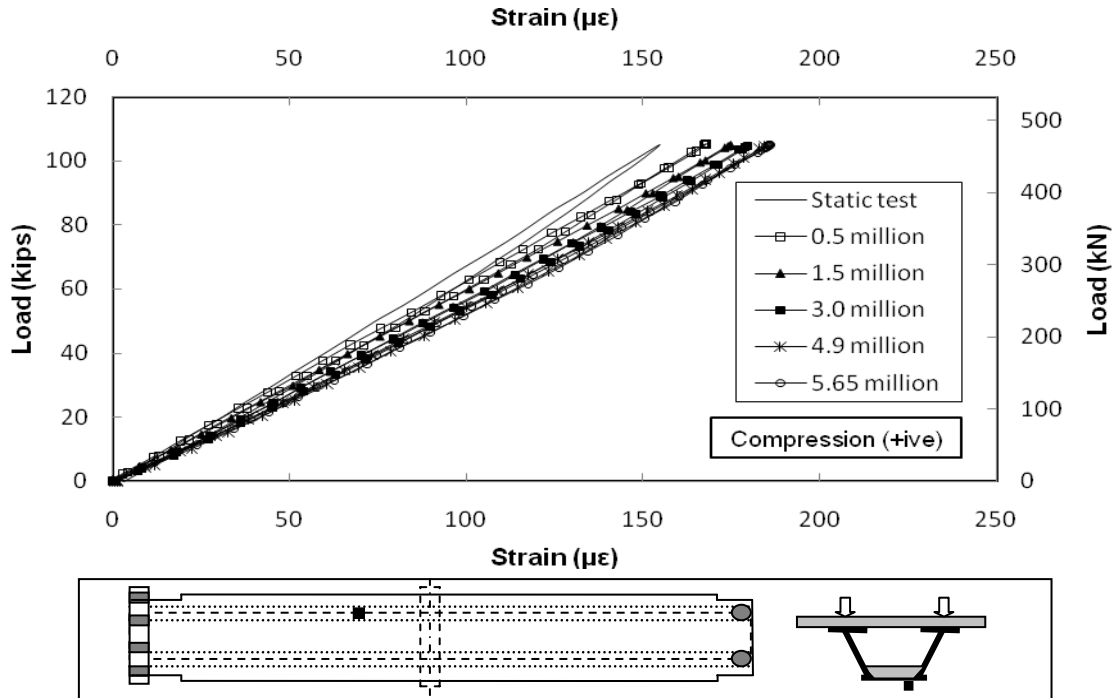 Strain (με)
0 50 100 150 200 250
120
100
80
60
40
20
0
Load (kips)
500
400
300
200
100
0
Load (kN)
Static test
0.5 million
1.5 million
3.0 million
4.9 million
5.65 million
Compression (+ive)
0 50 100 150 200 250
Strain (με)